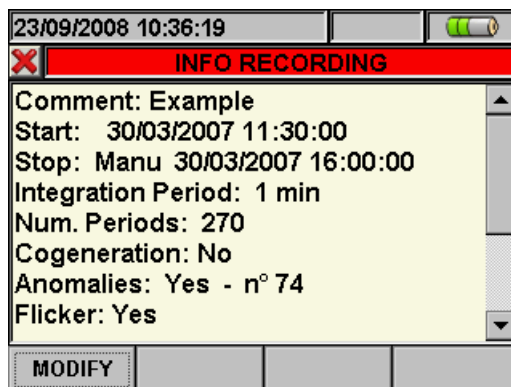 23/09/2008 10:36:19
INFO RECORDING
Comment: Example
Start: 30/03/2007 11:30:00
Stop: Manu 30/03/2007 16:00:00
Integration Period: 1 min
Num. Periods: 270
Cogeneration: No
Anomalies: Yes - n° 74
Flicker: Yes
MODIFY